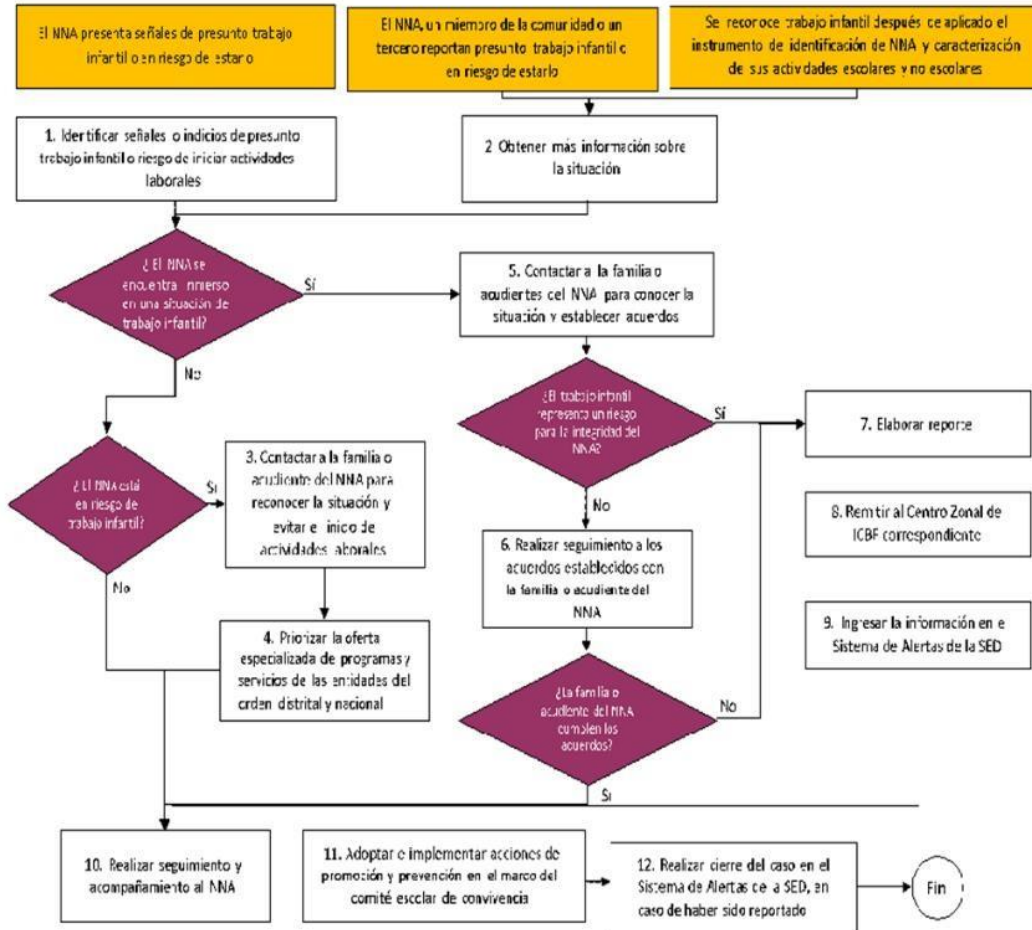 El NNA presenta señales de presunto trabajo
infantil o en riesgo de estarlo
El NNA, un miembro de la comunidad o un
tercero reportan presunto trabajo infantil o
en riesgo de estarlo
Se reconoce trabajo infantil después de aplicado el
instrumento de identificación de NNA y caracterización
de sus actividades escolares y no escolares
1. Identificar señales o indicios de presunto
trabajo infantil o riesgo de iniciar actividades
laborales
2 Obtener más información sobre
la situación
¿El NNA se
encuentra inmerso
en una situación de
trabajo infantil?
Sí
No
5. Contactar a la familia o
acudientes del NNA para conocer la
situación y establecer acuerdos
¿El trabajo infantil
representa un riesgo
para la integridad del
NNA?
Sí
No
7. Elaborar reporte
¿El NNA está
en riesgo de
trabajo infantil?
Sí
No
3. Contactar a la familia o
acudiente del NNA para
reconocer la situación y
evitar el inicio de
actividades laborales
8. Remitir al Centro Zonal de
ICBF correspondiente
6. Realizar seguimiento a los
acuerdos establecidos con
la familia o acudiente del
NNA
4. Priorizar la oferta
especializada de programas y
servicios de las entidades del
orden distrital y nacional
9. Ingresar la información en e
Sistema de Alertas de la SED
¿La familia o
acudiente del NNA
cumplen los
acuerdos?
No
Si
10. Realizar seguimiento y
acompañamiento al NNA
11. Adoptar e implementar acciones de
promoción y prevención en el marco del
comité escolar de convivencia
12. Realizar cierre del caso en el
Sistema de Alertas de la SED, en
caso de haber sido reportado
Fin